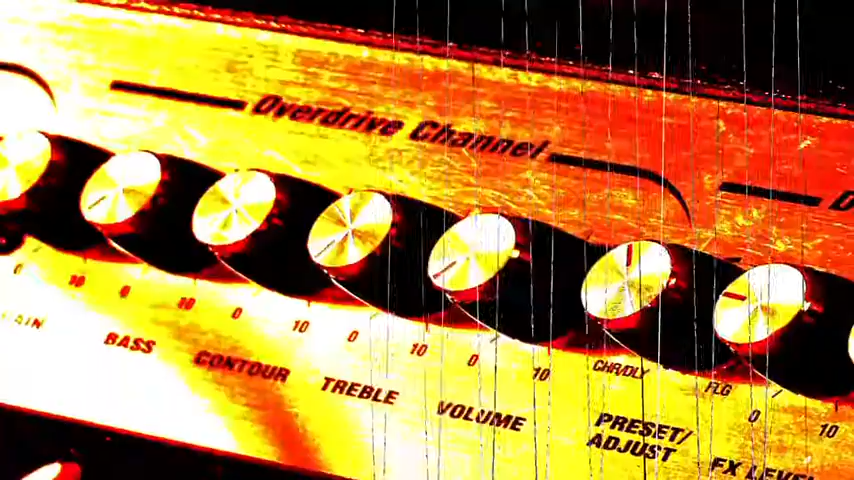 Overdrive Channel
D
0 10 0 10 0 10 0 10 0 10 CHR/DLY FLG 0 10
AIN BASS CONTOUR TREBLE VOLUME PRESET/
ADJUST FX LEVEL